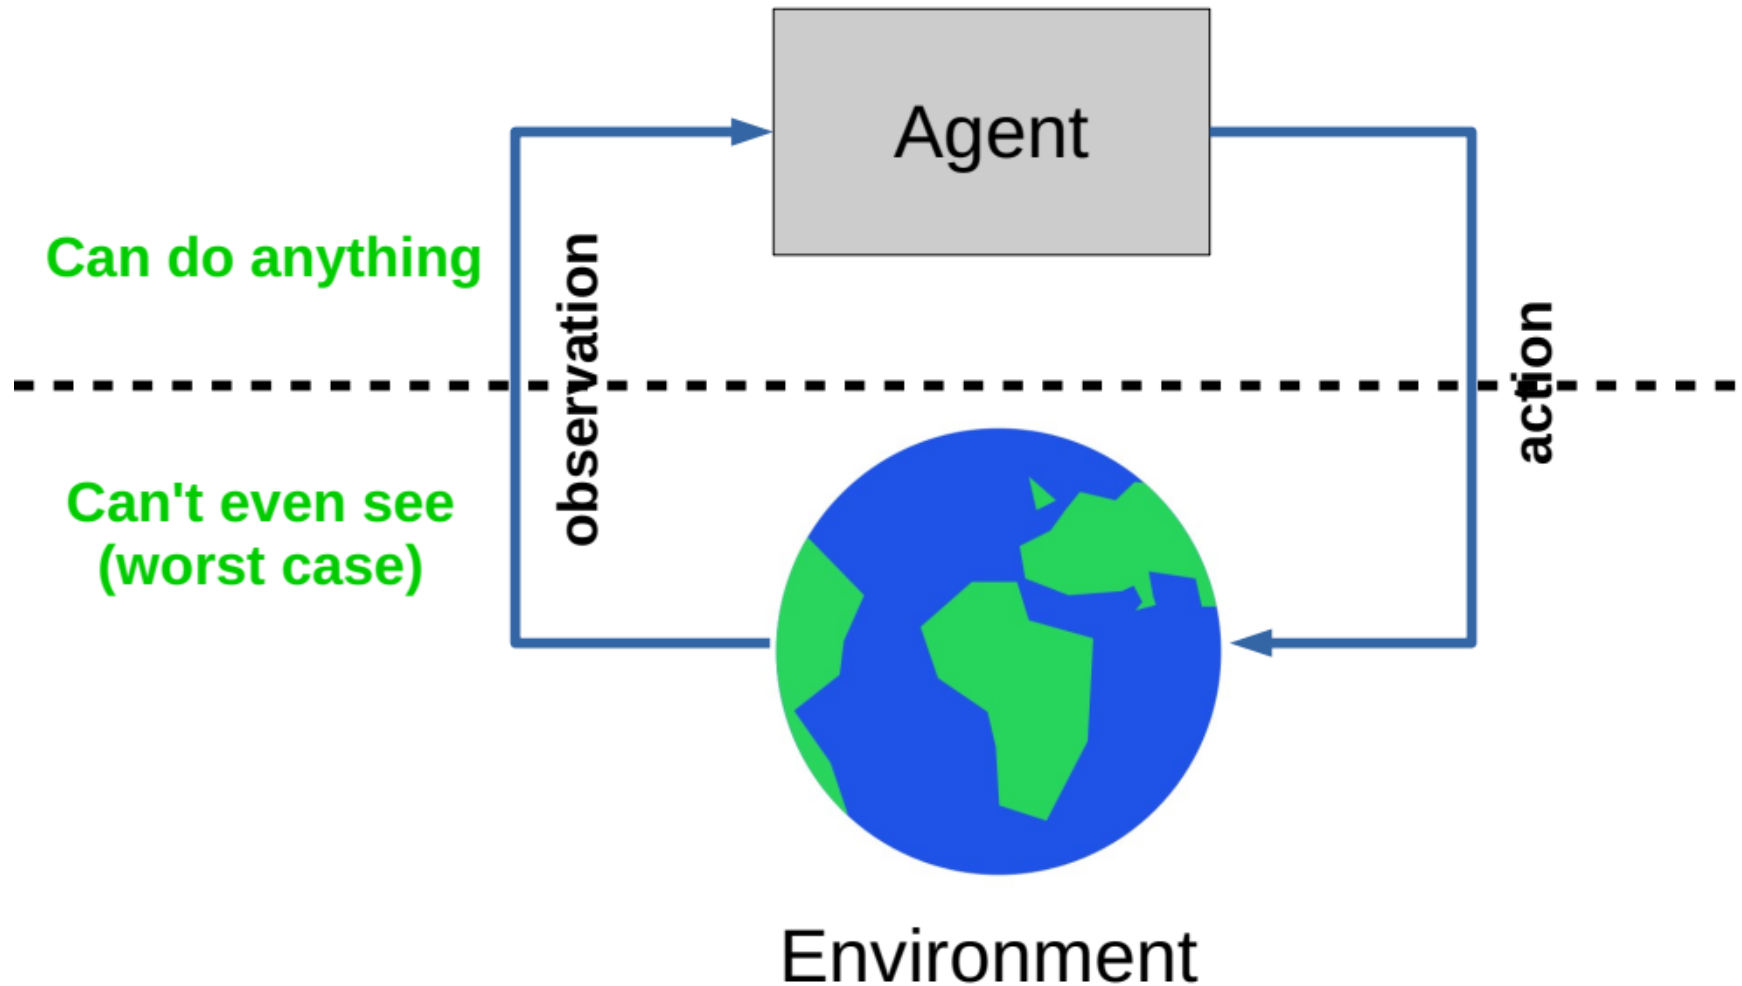 Agent
Can do anything
observation
action
Can't even see
(worst case)
Environment